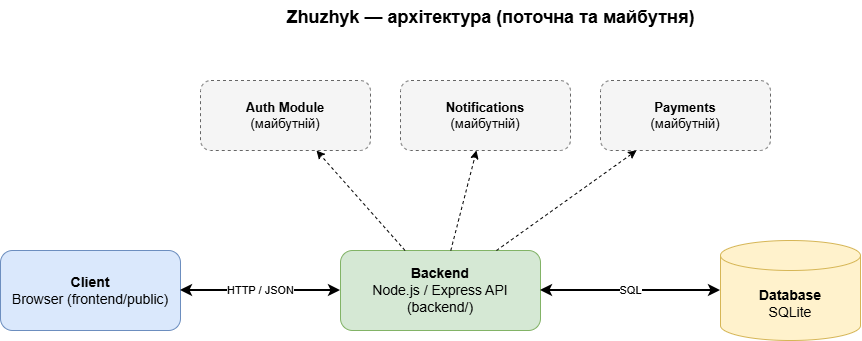 Zhuzhyk — архітектура (поточна та майбутня)
Auth Module
(майбутній)
Notifications
(майбутній)
Payments
(майбутній)
Client
Browser (frontend/public)
HTTP / JSON
Backend
Node.js / Express API
(backend/)
SQL
Database
SQLite